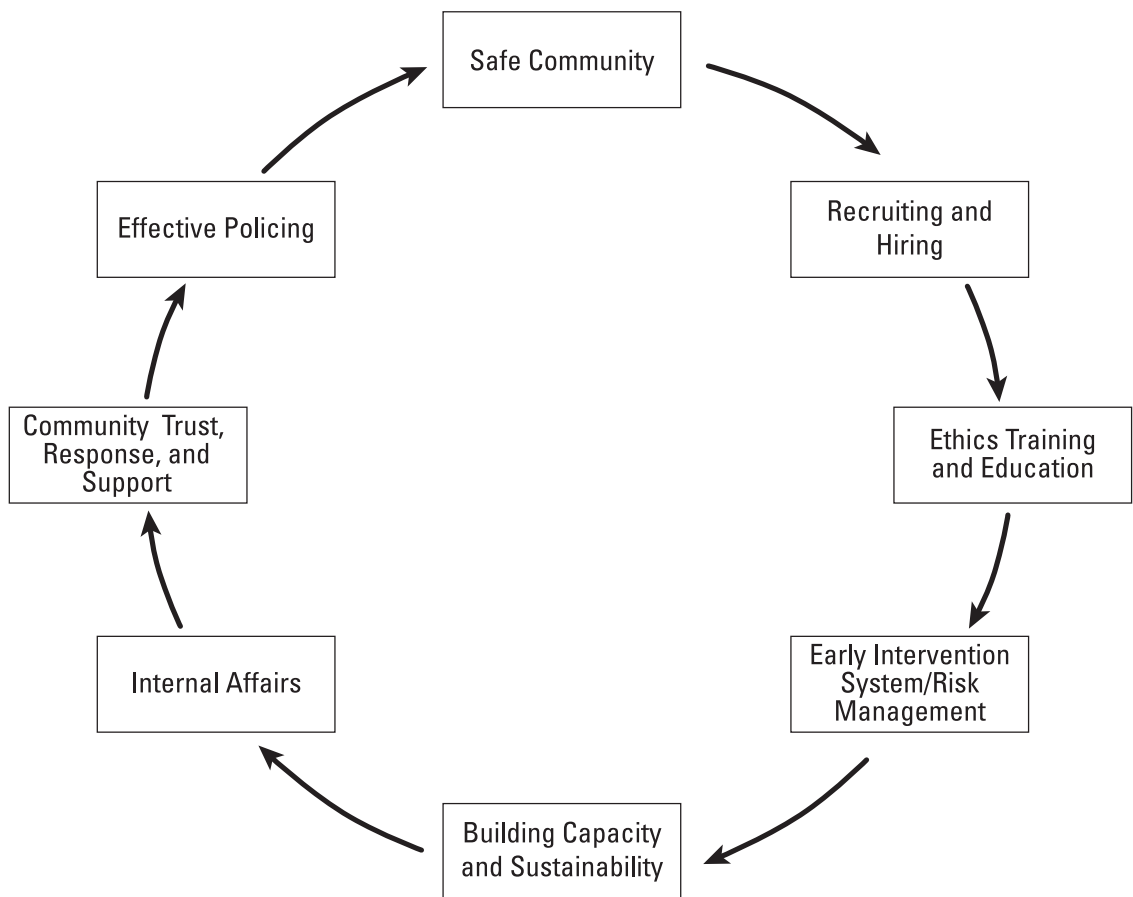 Safe Community
Recruiting and
Hiring
Ethics Training
and Education
Early Intervention
System/Risk
Management
Building Capacity
and Sustainability
Internal Affairs
Community Trust,
Response, and
Support
Effective Policing